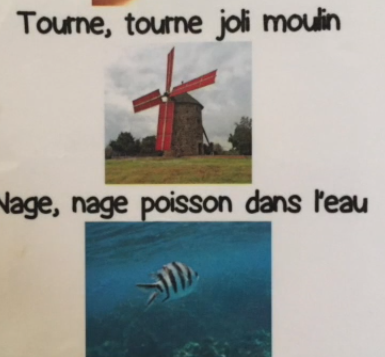 Tourne, tourne joli moulin
Nage, nage poisson dans l'eau